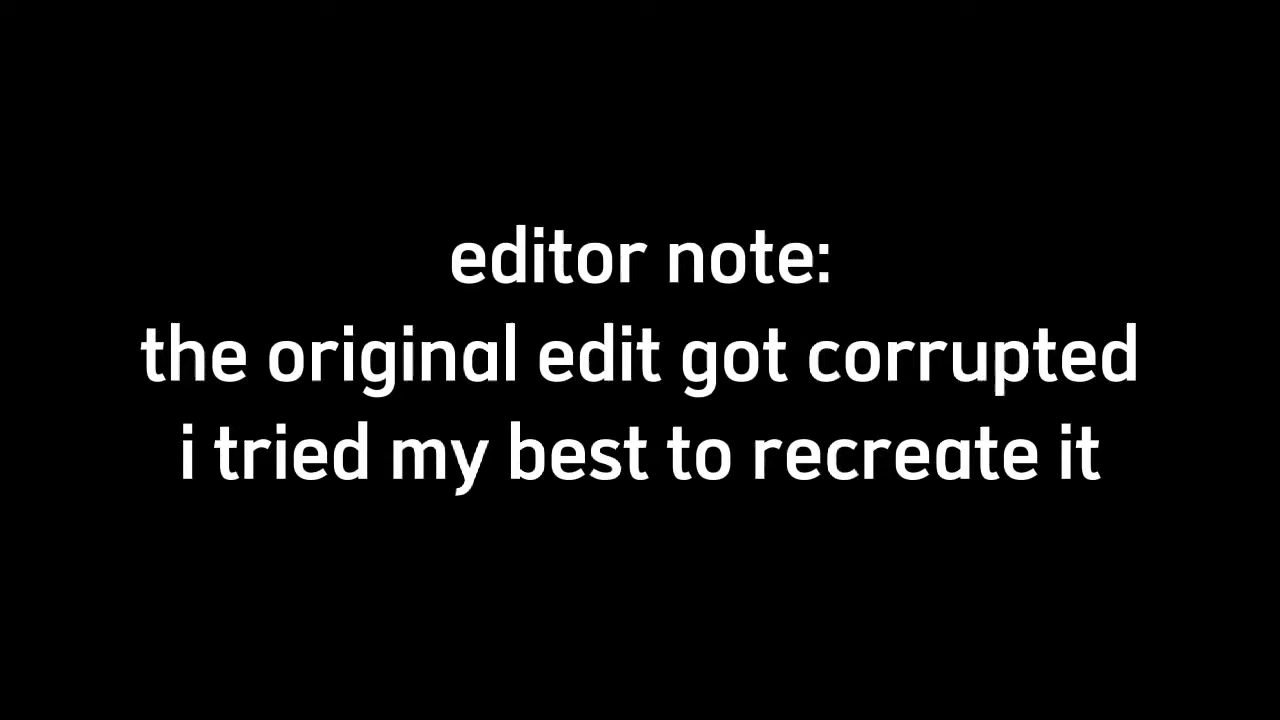 editor note:
the original edit got corrupted
i tried my best to recreate it